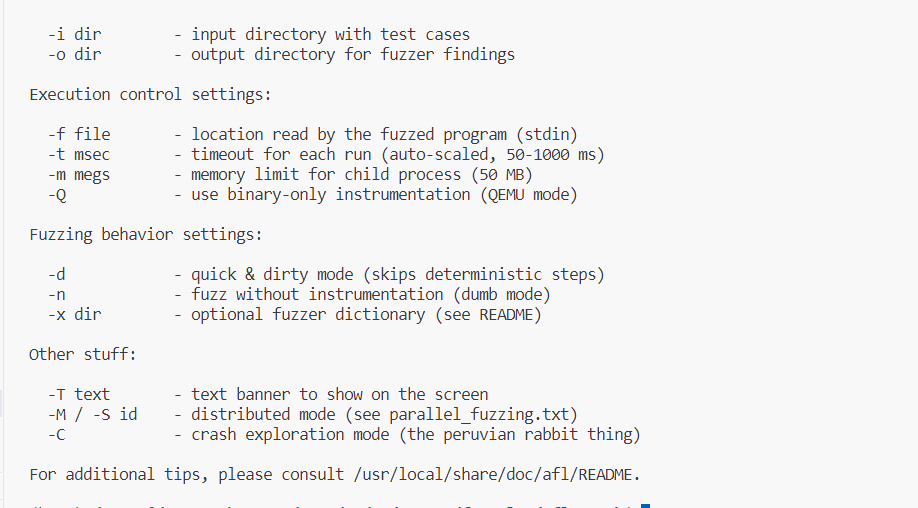 -i dir        - input directory with test cases
-o dir        - output directory for fuzzer findings
Execution control settings:
-f file       - location read by the fuzzed program (stdin)
-t msec       - timeout for each run (auto-scaled, 50-1000 ms)
-m megs       - memory limit for child process (50 MB)
-Q            - use binary-only instrumentation (QEMU mode)
Fuzzing behavior settings:
-d            - quick & dirty mode (skips deterministic steps)
-n            - fuzz without instrumentation (dumb mode)
-x dir        - optional fuzzer dictionary (see README)
Other stuff:
-T text       - text banner to show on the screen
-M / -S id    - distributed mode (see parallel_fuzzing.txt)
-C            - crash exploration mode (the peruvian rabbit thing)
For additional tips, please consult /usr/local/share/doc/afl/README.